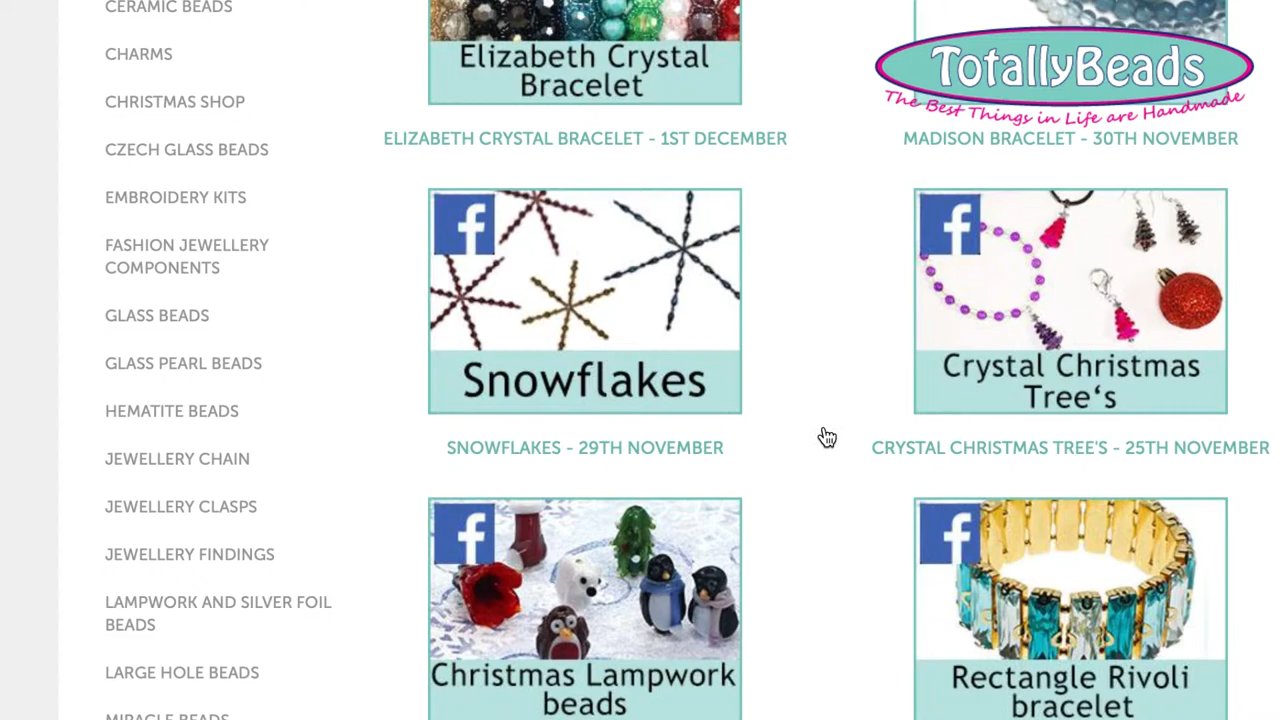 CERAMIC BEADS
CHARMS
CHRISTMAS SHOP
CZECH GLASS BEADS
EMBROIDERY KITS
FASHION JEWELLERY
COMPONENTS
GLASS BEADS
GLASS PEARL BEADS
HEMATITE BEADS
JEWELLERY CHAIN
JEWELLERY CLASPS
JEWELLERY FINDINGS
LAMPWORK AND SILVER FOIL
BEADS
LARGE HOLE BEADS
MIRACLE BEADS
Elizabeth Crystal
Bracelet
ELIZABETH CRYSTAL BRACELET - 1ST DECEMBER
TotallyBeads
The Best Things in Life are Handmade
MADISON BRACELET - 30TH NOVEMBER
f
Snowflakes
SNOWFLAKES - 29TH NOVEMBER
f
Crystal Christmas
Tree‘s
CRYSTAL CHRISTMAS TREE'S - 25TH NOVEMBER
f
Christmas Lampwork
beads
f
Rectangle Rivoli
bracelet